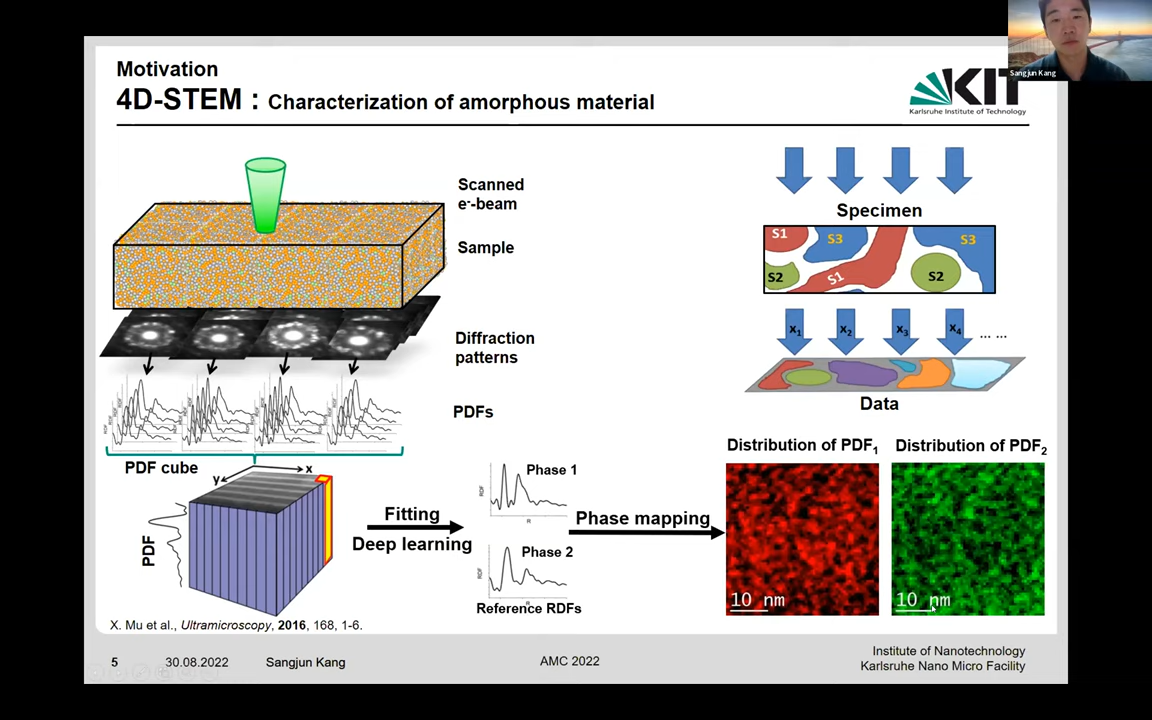 Sangjun Kang
Motivation
4D-STEM : Characterization of amorphous material
KIT
Karlsruhe Institute of Technology
Scanned
e⁻-beam
Sample
Diffraction
patterns
PDFs
PDF cube
x
y
PDF
Fitting
Deep learning
RDF
Phase 1
R
RDF
Phase 2
R
Reference RDFs
Phase mapping
Specimen
S1
S3
S3
S2
S1
S2
x₁
x₂
x₃
x₄
... ...
Data
Distribution of PDF₁
Distribution of PDF₂
10 nm
10 nm
X. Mu et al., Ultramicroscopy, 2016, 168, 1-6.
5
30.08.2022
Sangjun Kang
AMC 2022
Institute of Nanotechnology
Karlsruhe Nano Micro Facility